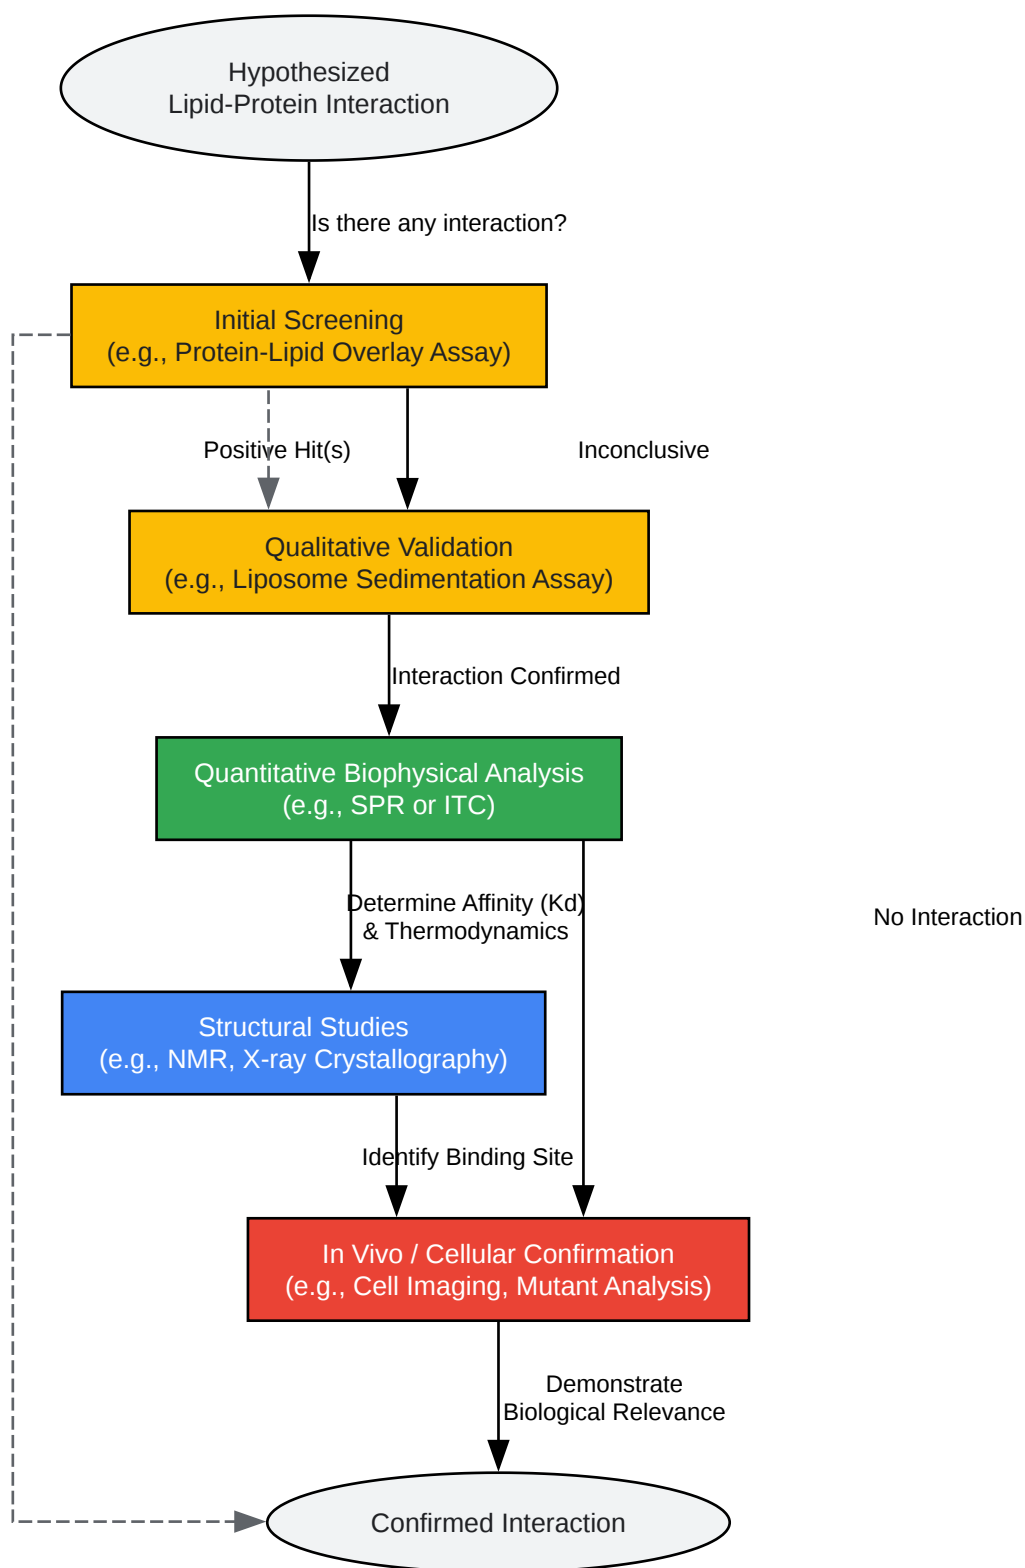 Hypothesized
Lipid-Protein Interaction
Is there any interaction?
Initial Screening
(e.g., Protein-Lipid Overlay Assay)
Positive Hit(s)
Inconclusive
Qualitative Validation
(e.g., Liposome Sedimentation Assay)
Interaction Confirmed
Quantitative Biophysical Analysis
(e.g., SPR or ITC)
Determine Affinity (Kd)
& Thermodynamics
No Interaction
Structural Studies
(e.g., NMR, X-ray Crystallography)
Identify Binding Site
In Vivo / Cellular Confirmation
(e.g., Cell Imaging, Mutant Analysis)
Demonstrate
Biological Relevance
Confirmed Interaction